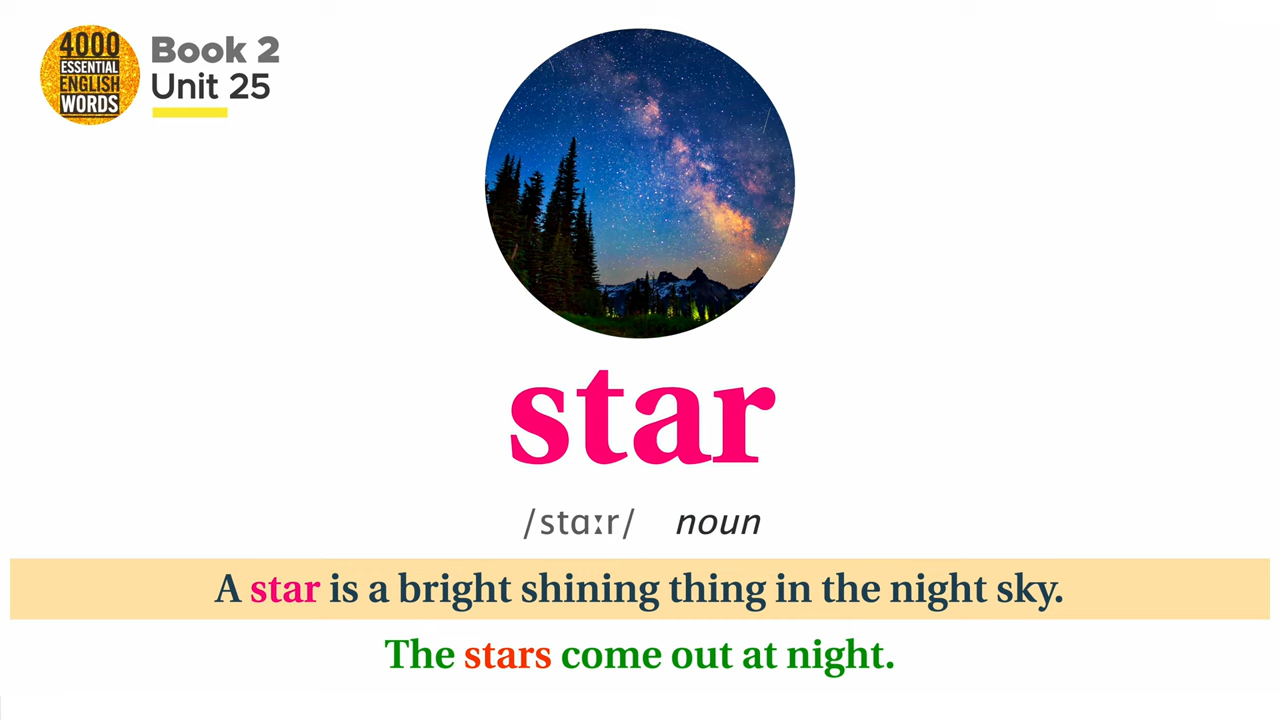 4000
ESSENTIAL
ENGLISH
WORDS
Book 2
Unit 25
star
/stɑːr/ noun
A star is a bright shining thing in the night sky.
The stars come out at night.